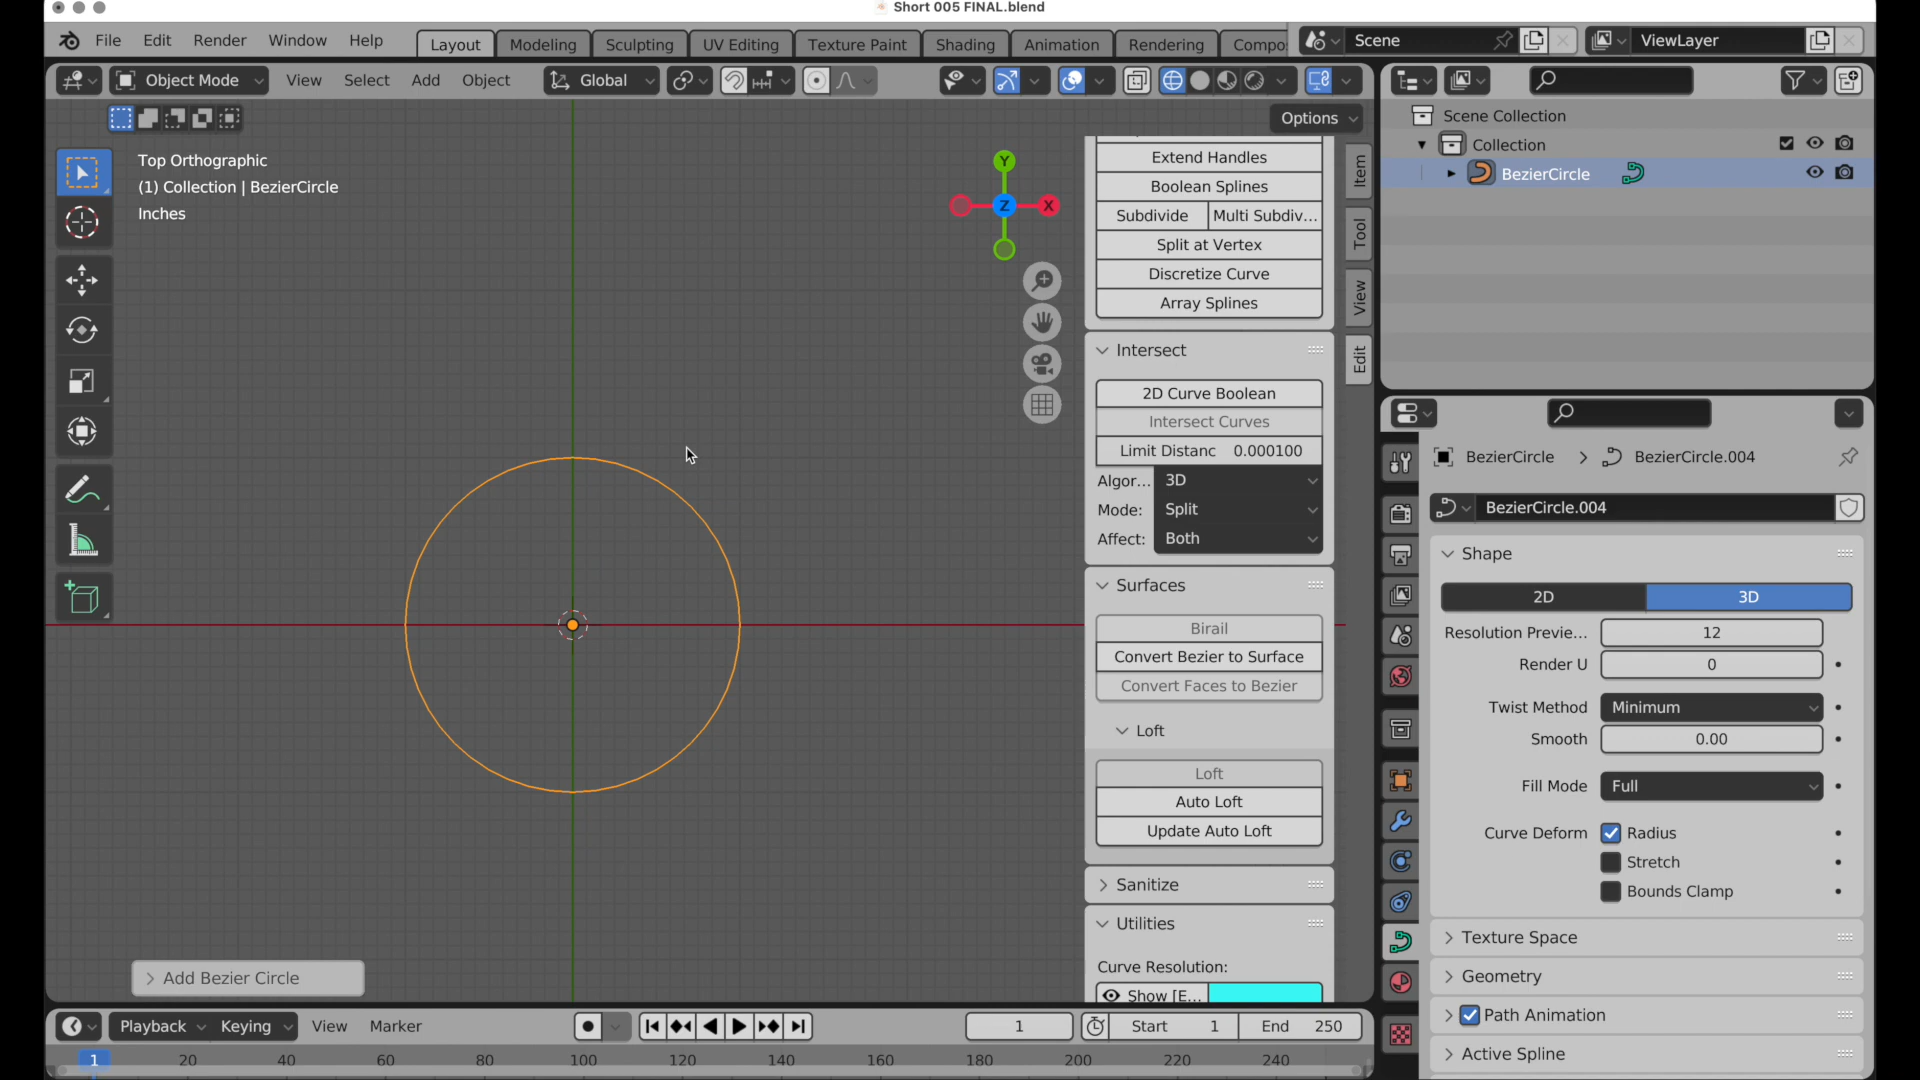 Short 005 FINAL.blend
File Edit Render Window Help Layout Modeling Sculpting UV Editing Texture Paint Shading Animation Rendering Compo: Scene ViewLayer
Object Mode View Select Add Object Global
Options
Top Orthographic
(1) Collection | BezierCircle
Inches
Y
X
Z
Extend Handles
Boolean Splines
Subdivide Multi Subdiv...
Split at Vertex
Discretize Curve
Array Splines
Intersect
2D Curve Boolean
Intersect Curves
Limit Distanc 0.000100
Algor... 3D
Mode: Split
Affect: Both
Surfaces
Birail
Convert Bezier to Surface
Convert Faces to Bezier
Loft
Loft
Auto Loft
Update Auto Loft
Sanitize
Utilities
Curve Resolution:
Show [E...
Item
Tool
View
Edit
Add Bezier Circle
Scene Collection
Collection
BezierCircle
BezierCircle > BezierCircle.004
BezierCircle.004
Shape
2D 3D
Resolution Previe... 12
Render U 0
Twist Method Minimum
Smooth 0.00
Fill Mode Full
Curve Deform Radius
Stretch
Bounds Clamp
Texture Space
Geometry
Path Animation
Active Spline
Playback Keying View Marker 1 Start 1 End 250
1 20 40 60 80 100 120 140 160 180 200 220 240